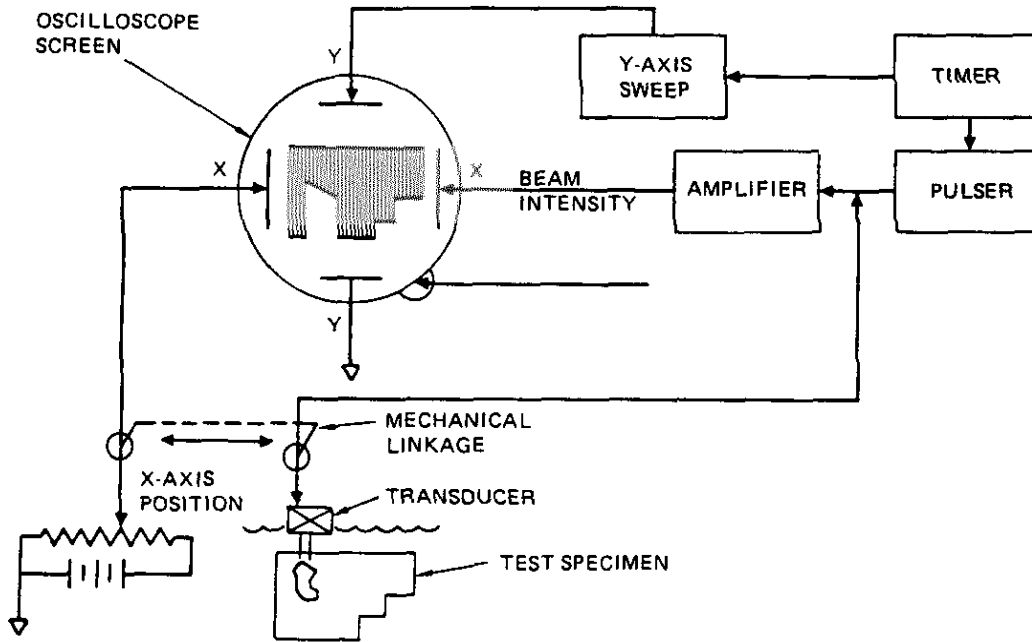 OSCILLOSCOPE
SCREEN
Y
Y-AXIS
SWEEP
TIMER
X
X
BEAM
INTENSITY
AMPLIFIER
PULSER
Y
MECHANICAL
LINKAGE
X-AXIS
POSITION
TRANSDUCER
TEST SPECIMEN